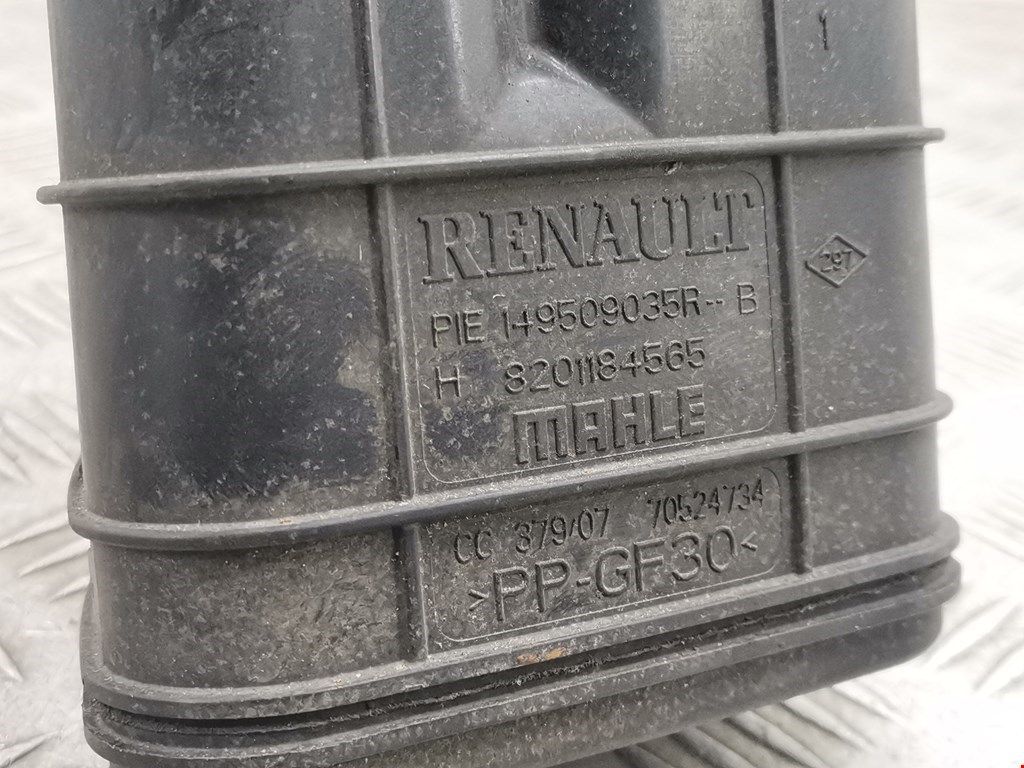 1
RENAULT
297
PIE 149509035R-- B
H 8201184565
MAHLE
CC 379/07 70524734
>PP-GF30<